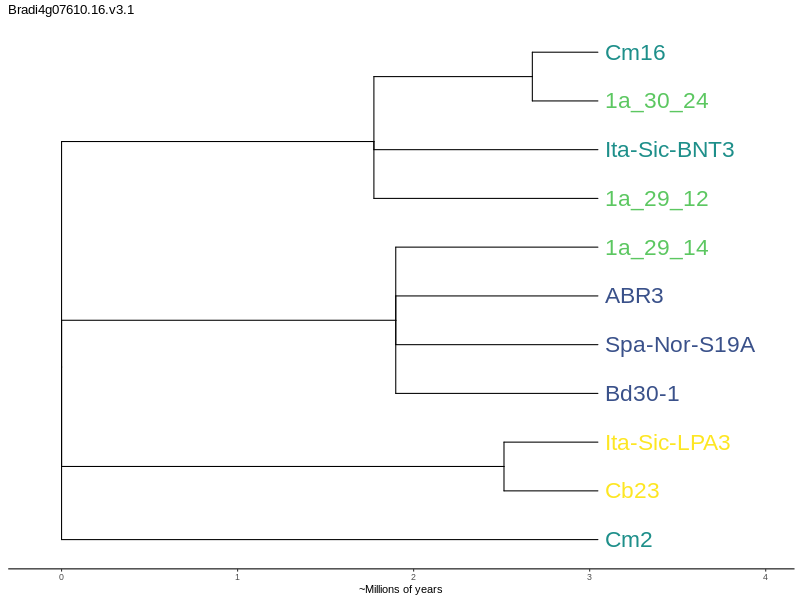 Bradi4g07610.16.v3.1
Cm16
1a_30_24
Ita-Sic-BNT3
1a_29_12
1a_29_14
ABR3
Spa-Nor-S19A
Bd30-1
Ita-Sic-LPA3
Cb23
Cm2
0 1 2 3 4
~Millions of years